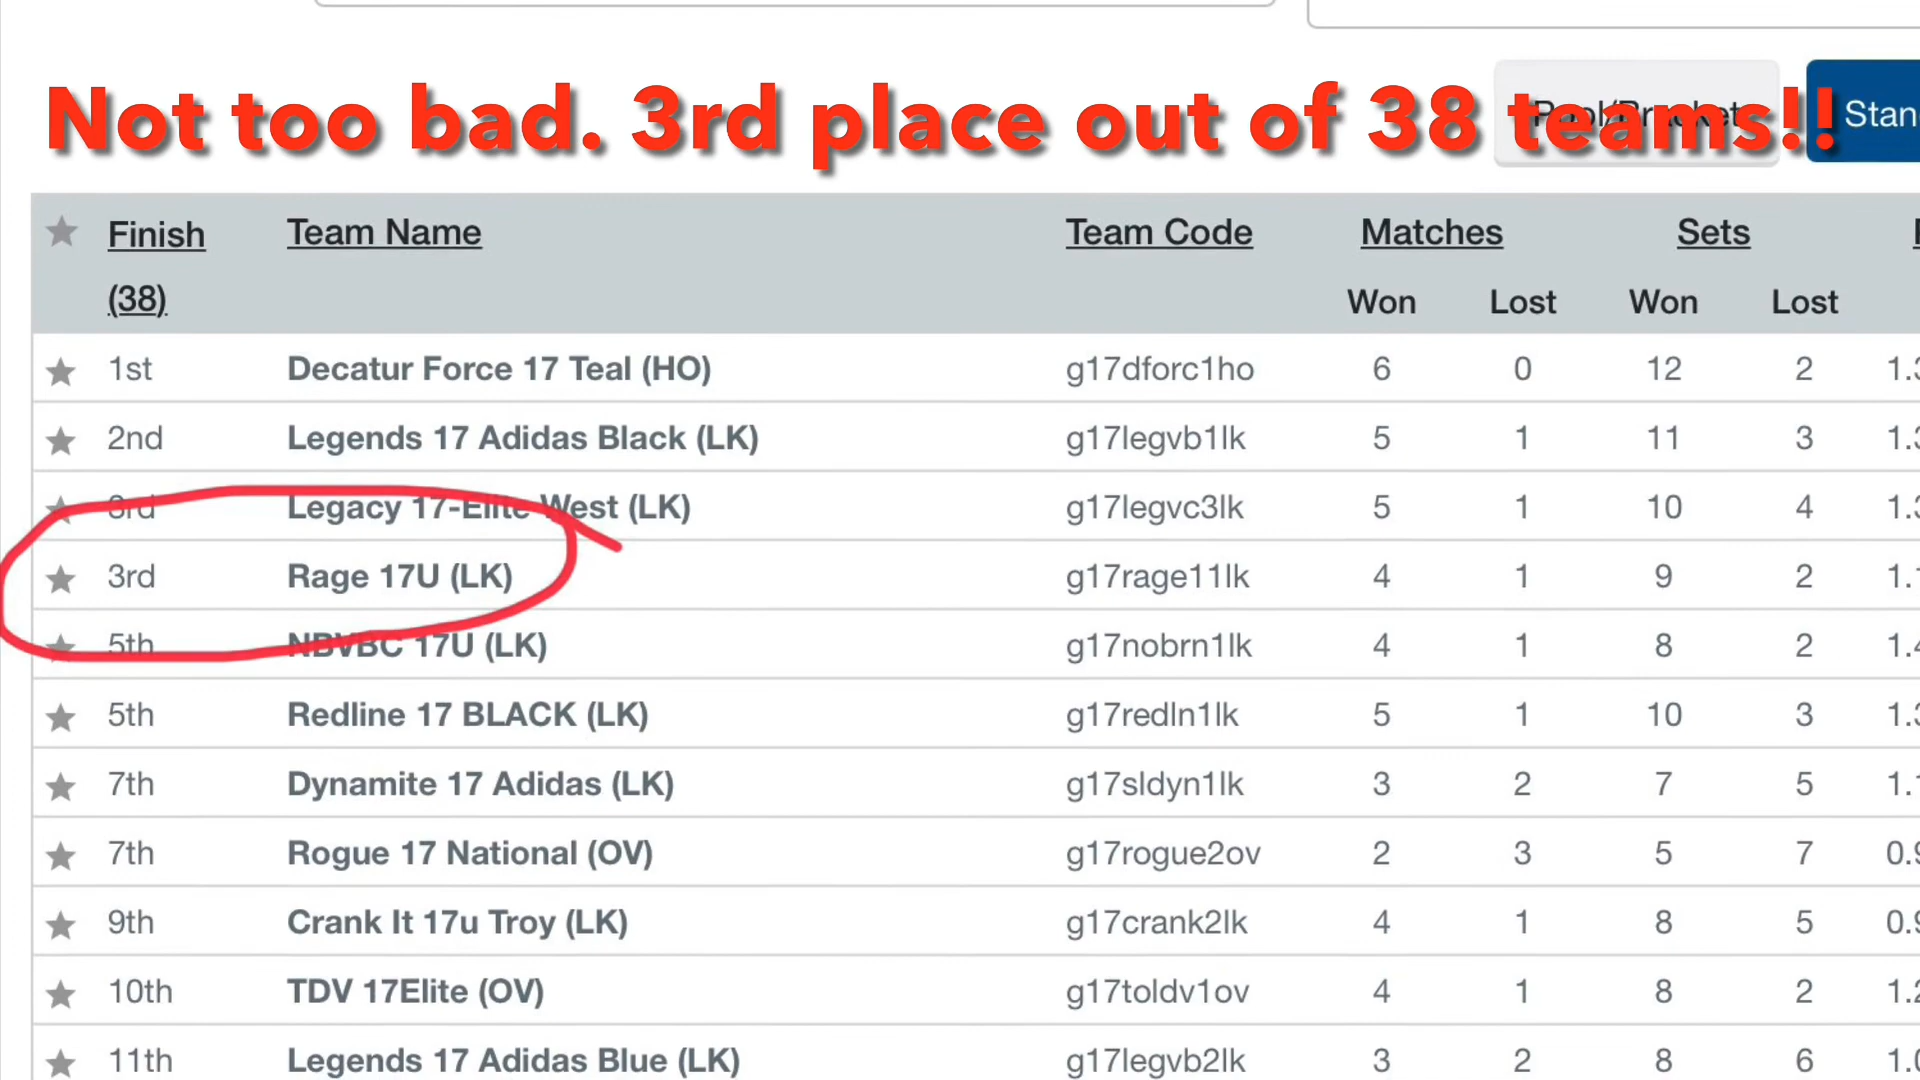 Not too bad. 3rd place out of 38 teams!! Stan
Finish Team Name Team Code Matches Sets
(38) Won Lost Won Lost
1st Decatur Force 17 Teal (HO) g17dforc1ho 6 0 12 2
2nd Legends 17 Adidas Black (LK) g17legvb1lk 5 1 11 3
3rd Legacy 17-Elite West (LK) g17legvc3lk 5 1 10 4
3rd Rage 17U (LK) g17rage11lk 4 1 9 2
5th NBVBC 17U (LK) g17nobrn1lk 4 1 8 2
5th Redline 17 BLACK (LK) g17redln1lk 5 1 10 3
7th Dynamite 17 Adidas (LK) g17sldyn1lk 3 2 7 5
7th Rogue 17 National (OV) g17rogue2ov 2 3 5 7
9th Crank It 17u Troy (LK) g17crank2lk 4 1 8 5
10th TDV 17Elite (OV) g17toldv1ov 4 1 8 2
11th Legends 17 Adidas Blue (LK) g17legvb2lk 3 2 8 6